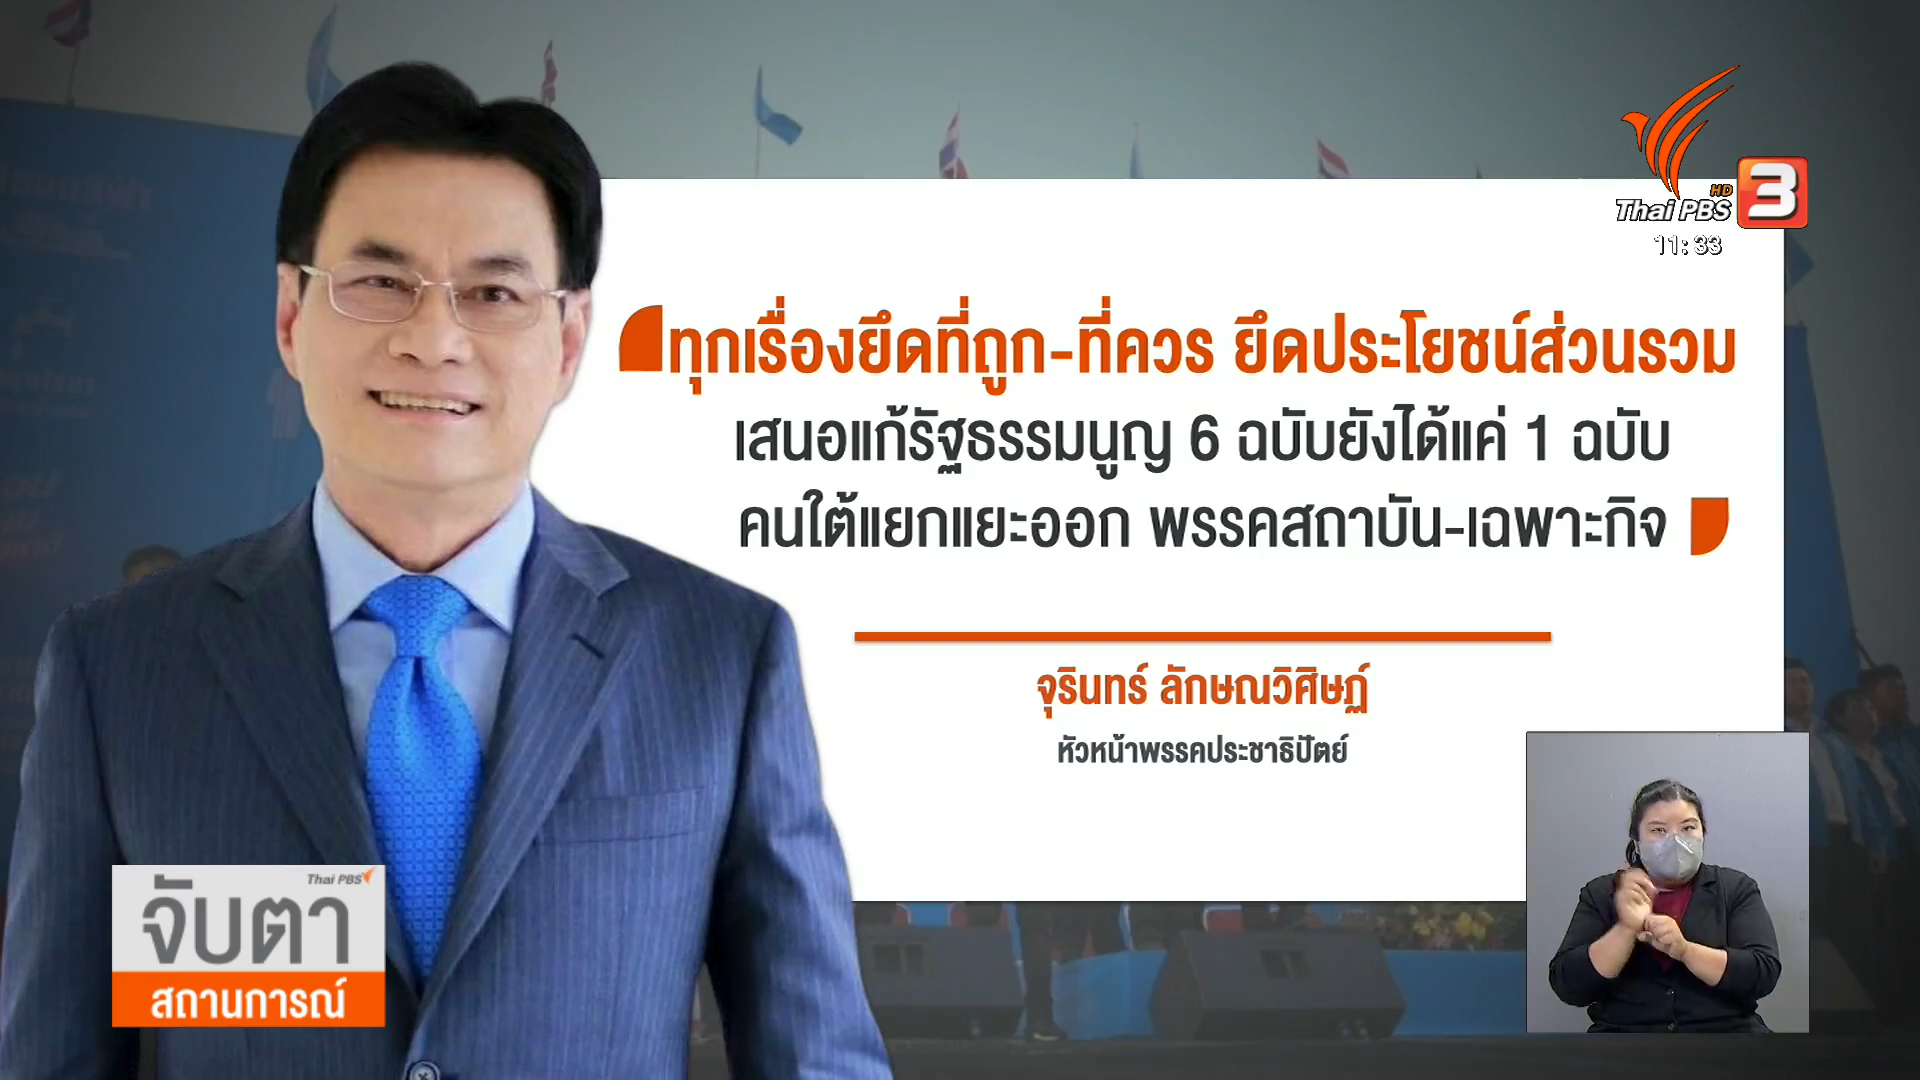 HD
Thai PBS 3
11:33
ทุกเรื่องยึดที่ถูก-ที่ควร ยึดประโยชน์ส่วนรวม
เสนอแก้รัฐธรรมนูญ 6 ฉบับยังได้แค่ 1 ฉบับ
คนใต้แยกแยะออก พรรคสถาบัน-เฉพาะกิจ
จุรินทร์ ลักษณวิศิษฏ์
หัวหน้าพรรคประชาธิปัตย์
Thai PBS
จับตา
สถานการณ์